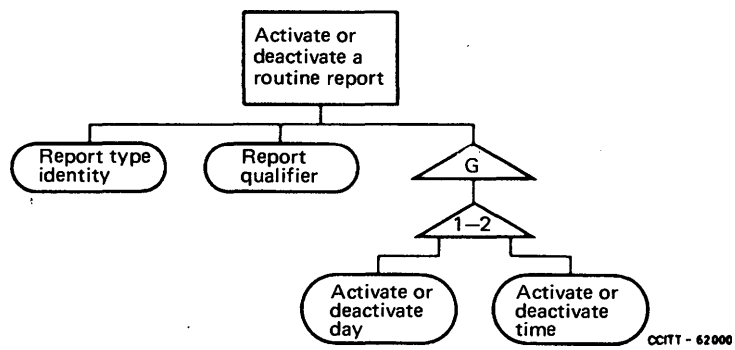 Activate or
deactivate a
routine report
Report type
identity
Report
qualifier
G
1–2
Activate or
deactivate
day
Activate or
deactivate
time
CCITT - 62000